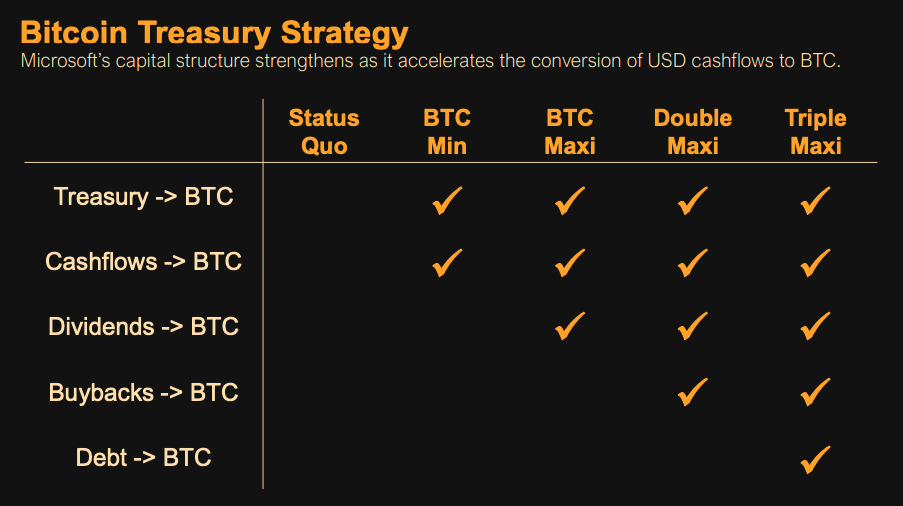 Bitcoin Treasury Strategy
Microsoft’s capital structure strengthens as it accelerates the conversion of USD cashflows to BTC.
Status Quo
BTC Min
BTC Maxi
Double Maxi
Triple Maxi
Treasury -> BTC
Cashflows -> BTC
Dividends -> BTC
Buybacks -> BTC
Debt -> BTC